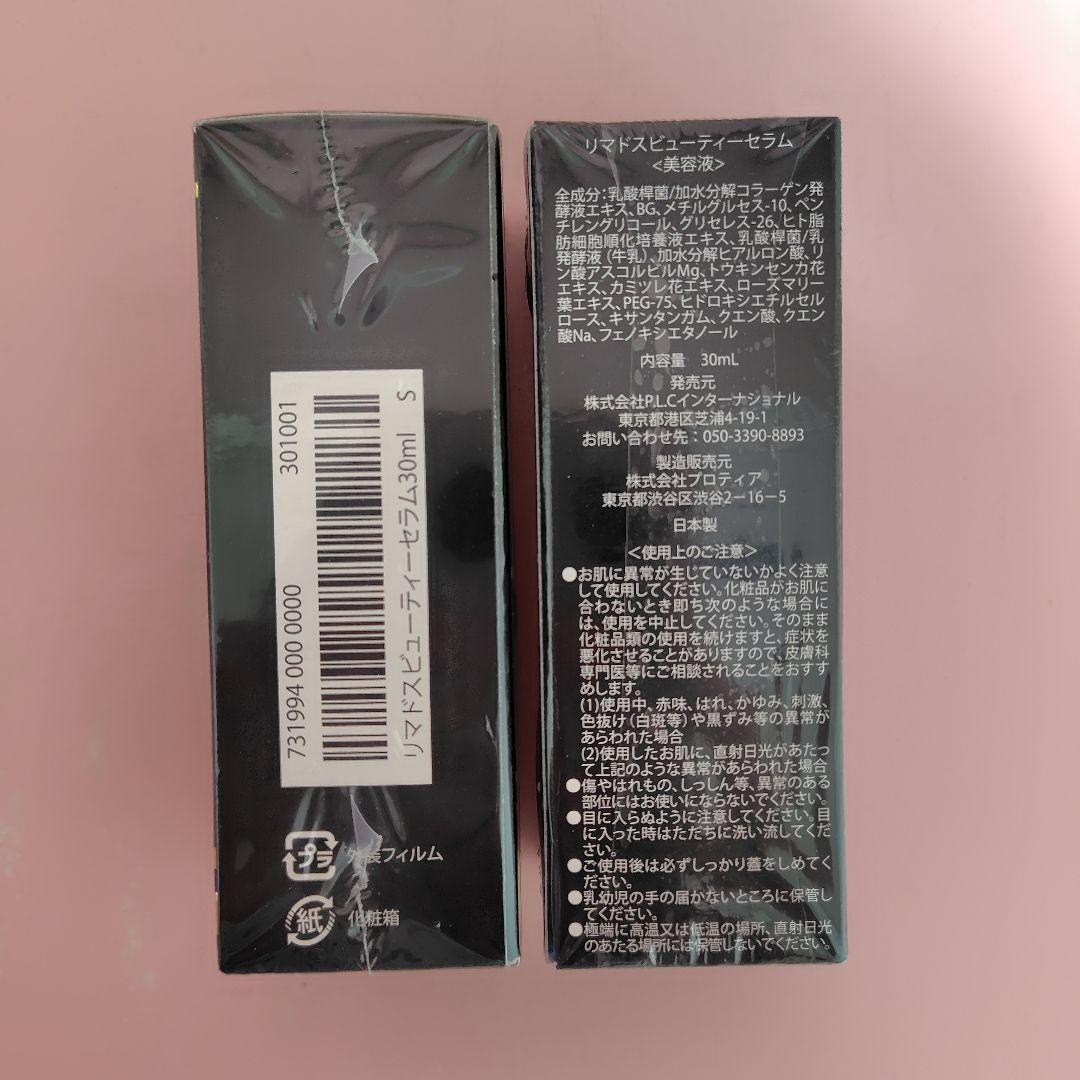 731994 000 0000 301001
リマドスビューティーセラム30ml S
プラ 外装フィルム
紙 化粧箱
リマドスビューティーセラム
<美容液>
全成分：乳酸桿菌/加水分解コラーゲン発
酵液エキス、BG、メチルグルセス-10、ペン
チレングリコール、グリセレス-26、ヒト脂
肪細胞順化培養液エキス、乳酸桿菌/乳
発酵液（牛乳）、加水分解ヒアルロン酸、リ
ン酸アスコルビルMg、トウキンセンカ花
エキス、カミツレ花エキス、ローズマリー
葉エキス、PEG-75、ヒドロキシエチルセル
ロース、キサンタンガム、クエン酸、クエン
酸Na、フェノキシエタノール
内容量 30mL
発売元
株式会社P.L.Cインターナショナル
東京都港区芝浦4-19-1
お問い合わせ先：050-3390-8893
製造販売元
株式会社プロティア
東京都渋谷区渋谷2－16－5
日本製
＜使用上のご注意＞
●お肌に異常が生じていないかよく注意
して使用してください。化粧品がお肌に
合わないとき即ち次のような場合に
は、使用を中止してください。そのまま
化粧品類の使用を続けますと、症状を
悪化させることがありますので、皮膚科
専門医等にご相談されることをおすす
めします。
(1)使用中、赤味、はれ、かゆみ、刺激、
色抜け（白斑等）や黒ずみ等の異常が
あらわれた場合
(2)使用したお肌に、直射日光があたっ
て上記のような異常があらわれた場合
●傷やはれもの、しっしん等、異常のある
部位にはお使いにならないでください。
●目に入らぬように注意してください。目
に入った時はただちに洗い流してくだ
さい。
●ご使用後は必ずしっかり蓋をしめてく
ださい。
●乳幼児の手の届かないところに保管し
てください。
●極端に高温又は低温の場所、直射日光
のあたる場所には保管しないでください。